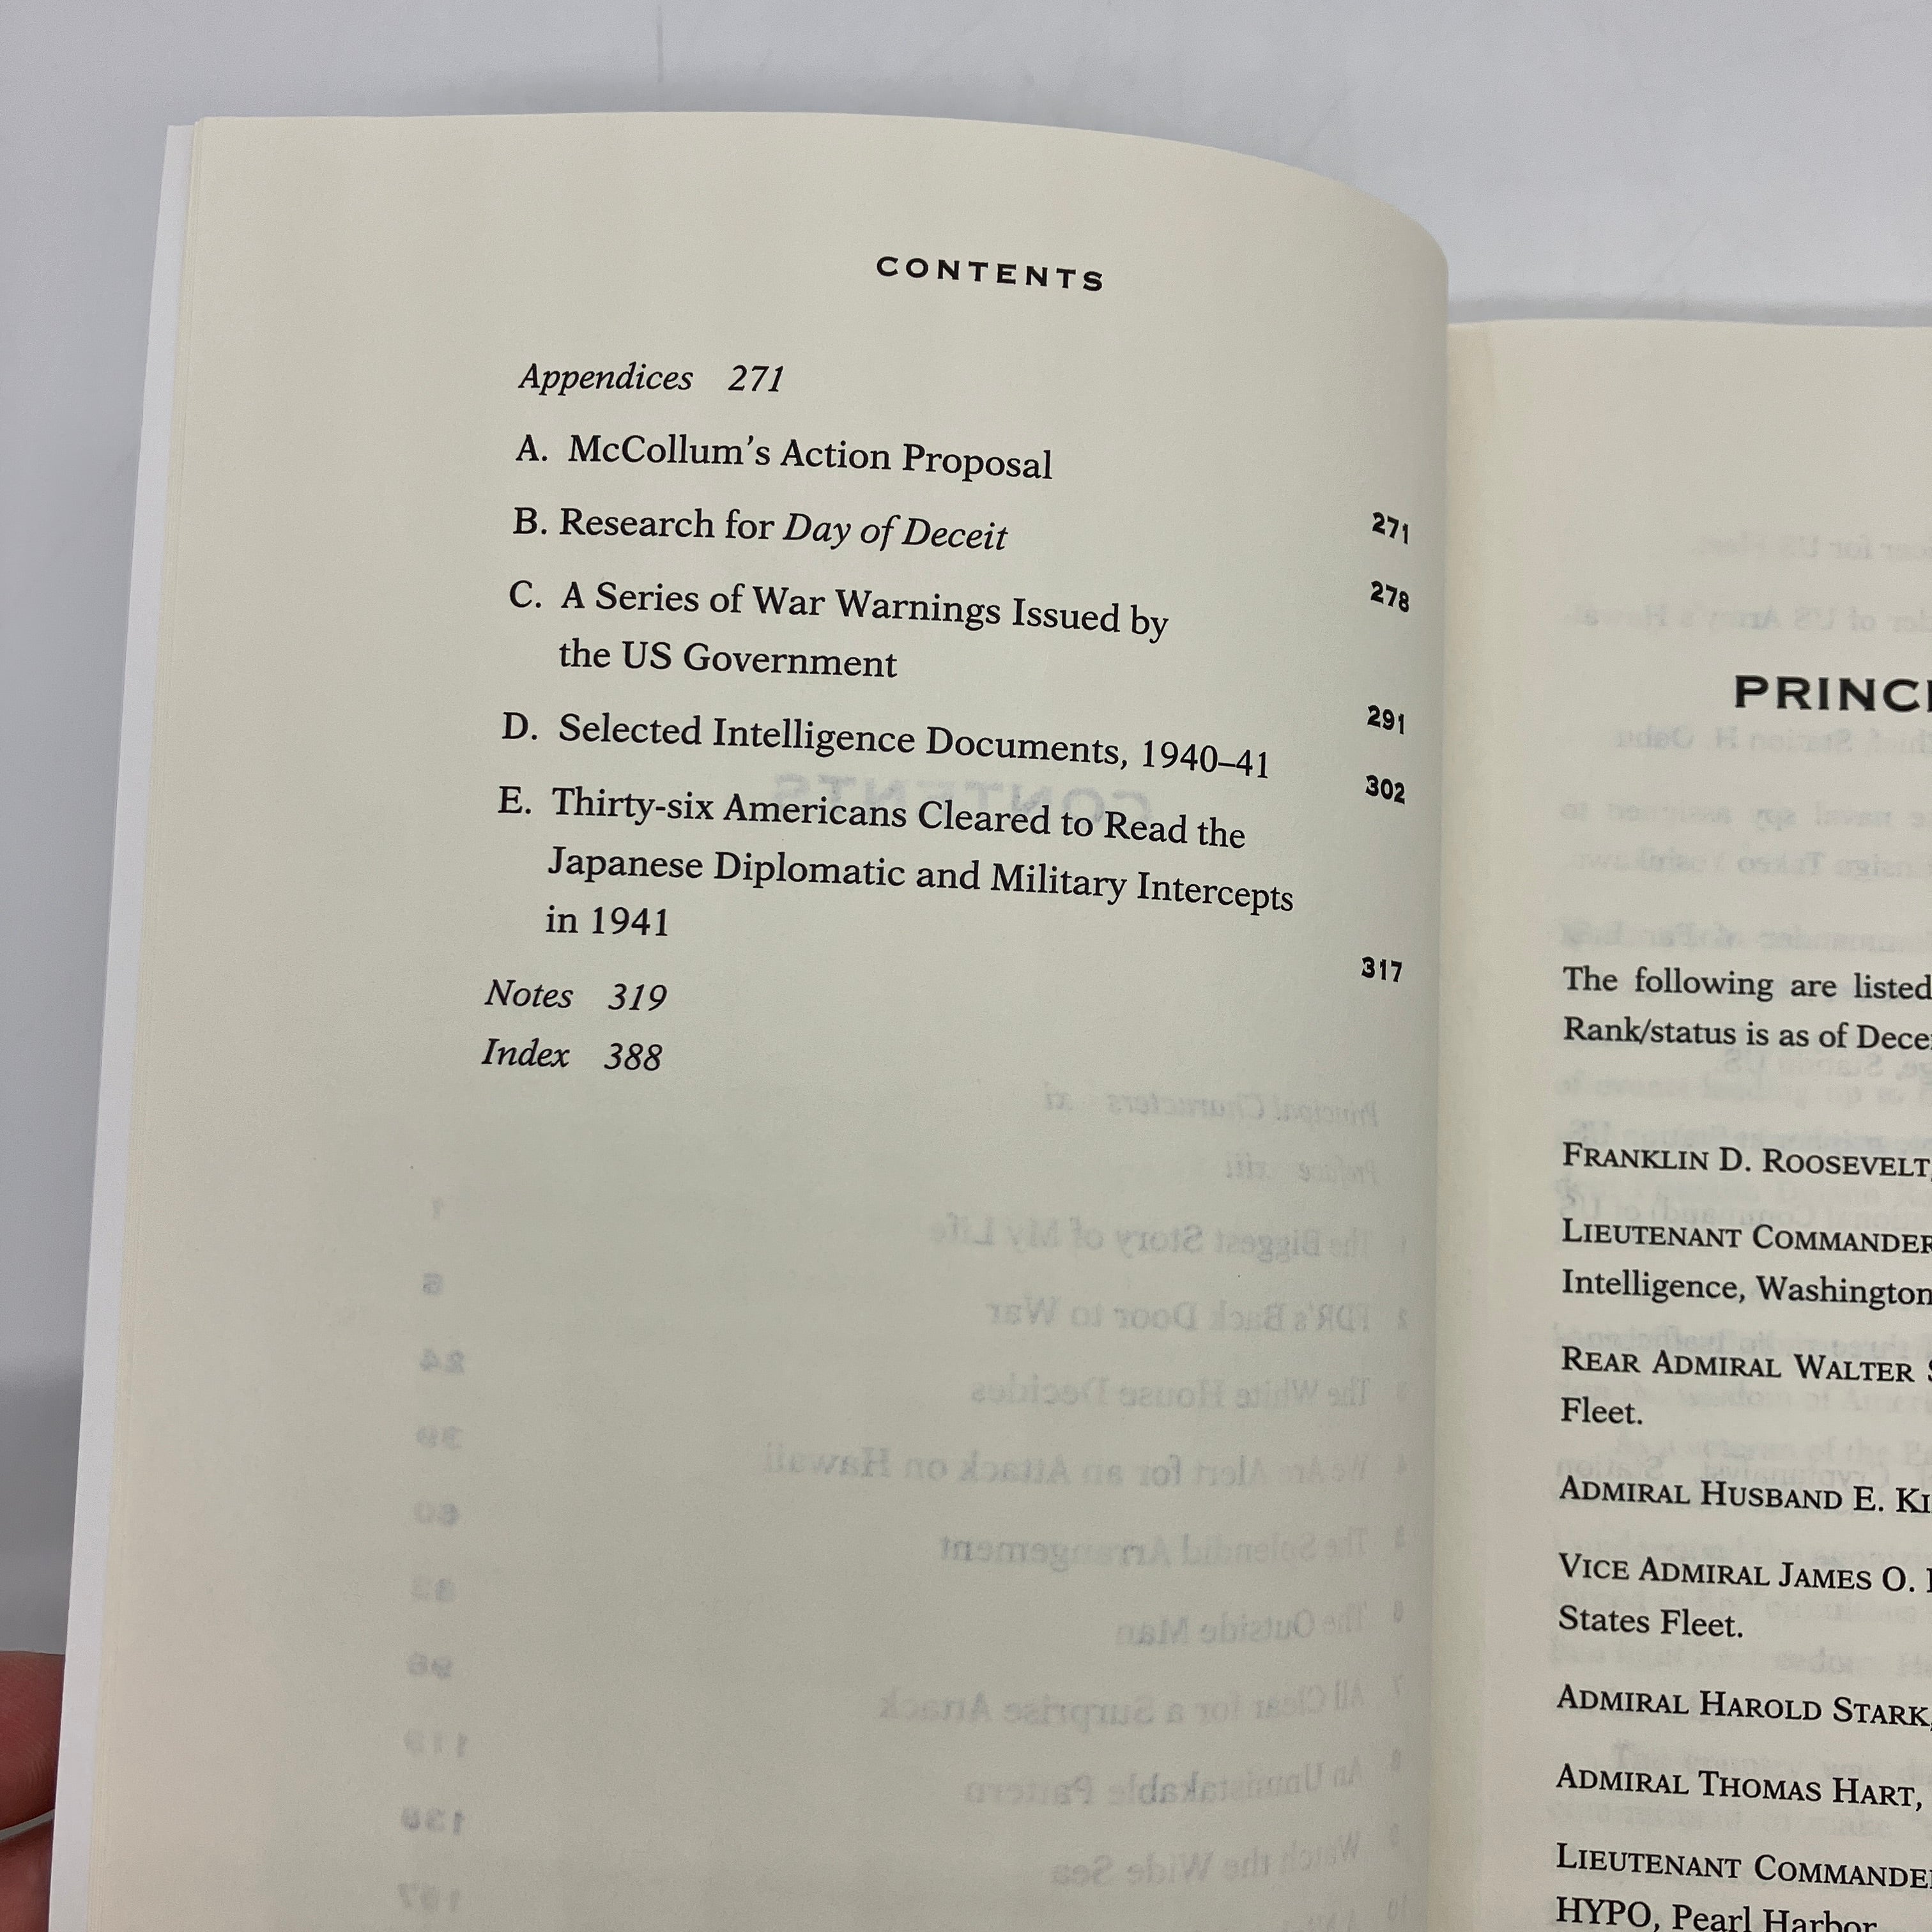 CONTENTS
Appendices 271
A. McCollum's Action Proposal 271
B. Research for Day of Deceit 278
C. A Series of War Warnings Issued by
the US Government 291
D. Selected Intelligence Documents, 1940–41 302
E. Thirty-six Americans Cleared to Read the
Japanese Diplomatic and Military Intercepts
in 1941 317
Notes 319
Index 388
The following are listed
Rank/status is as of
FRANKLIN D. ROOSEVELT,
LIEUTENANT COMMANDER
Intelligence, Washington
REAR ADMIRAL WALTER
Fleet.
ADMIRAL HUSBAND E.
VICE ADMIRAL JAMES O.
States Fleet.
ADMIRAL HAROLD STARK,
ADMIRAL THOMAS HART,
LIEUTENANT COMMANDER
HYPO, Pearl Harbor